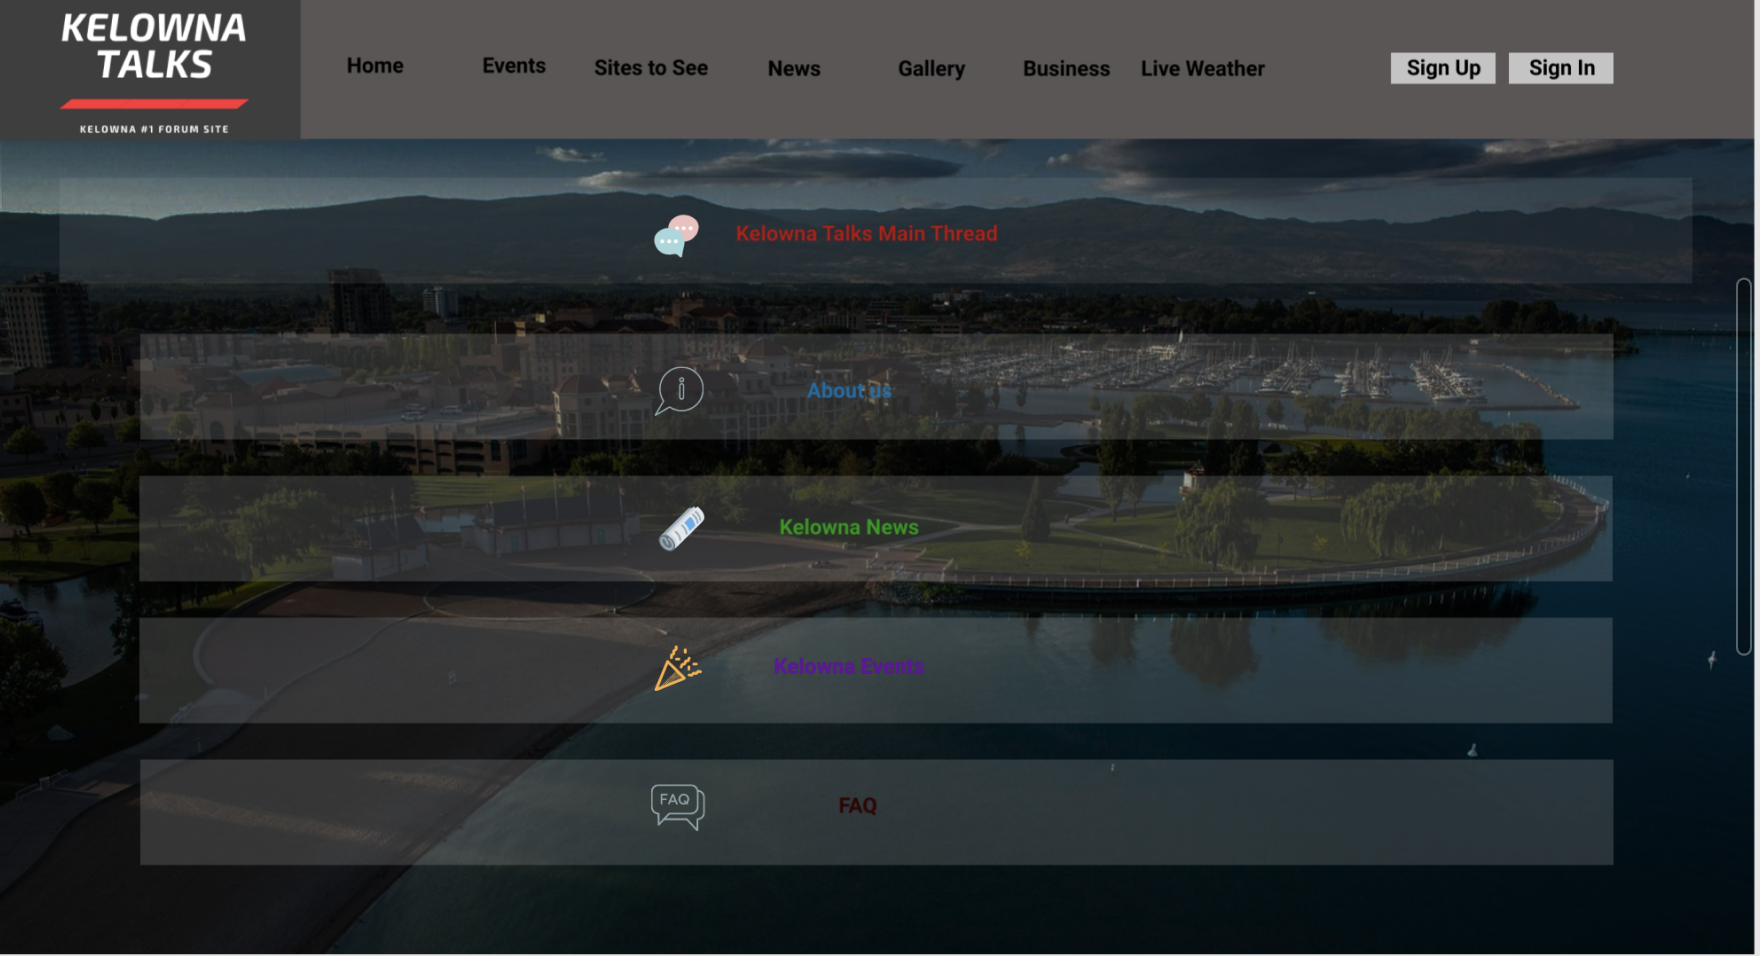 KELOWNA
TALKS
KELOWNA #1 FORUM SITE
Home Events Sites to See News Gallery Business Live Weather Sign Up Sign In
Kelowna Talks Main Thread
About us
Kelowna News
Kelowna Events
FAQ FAQ